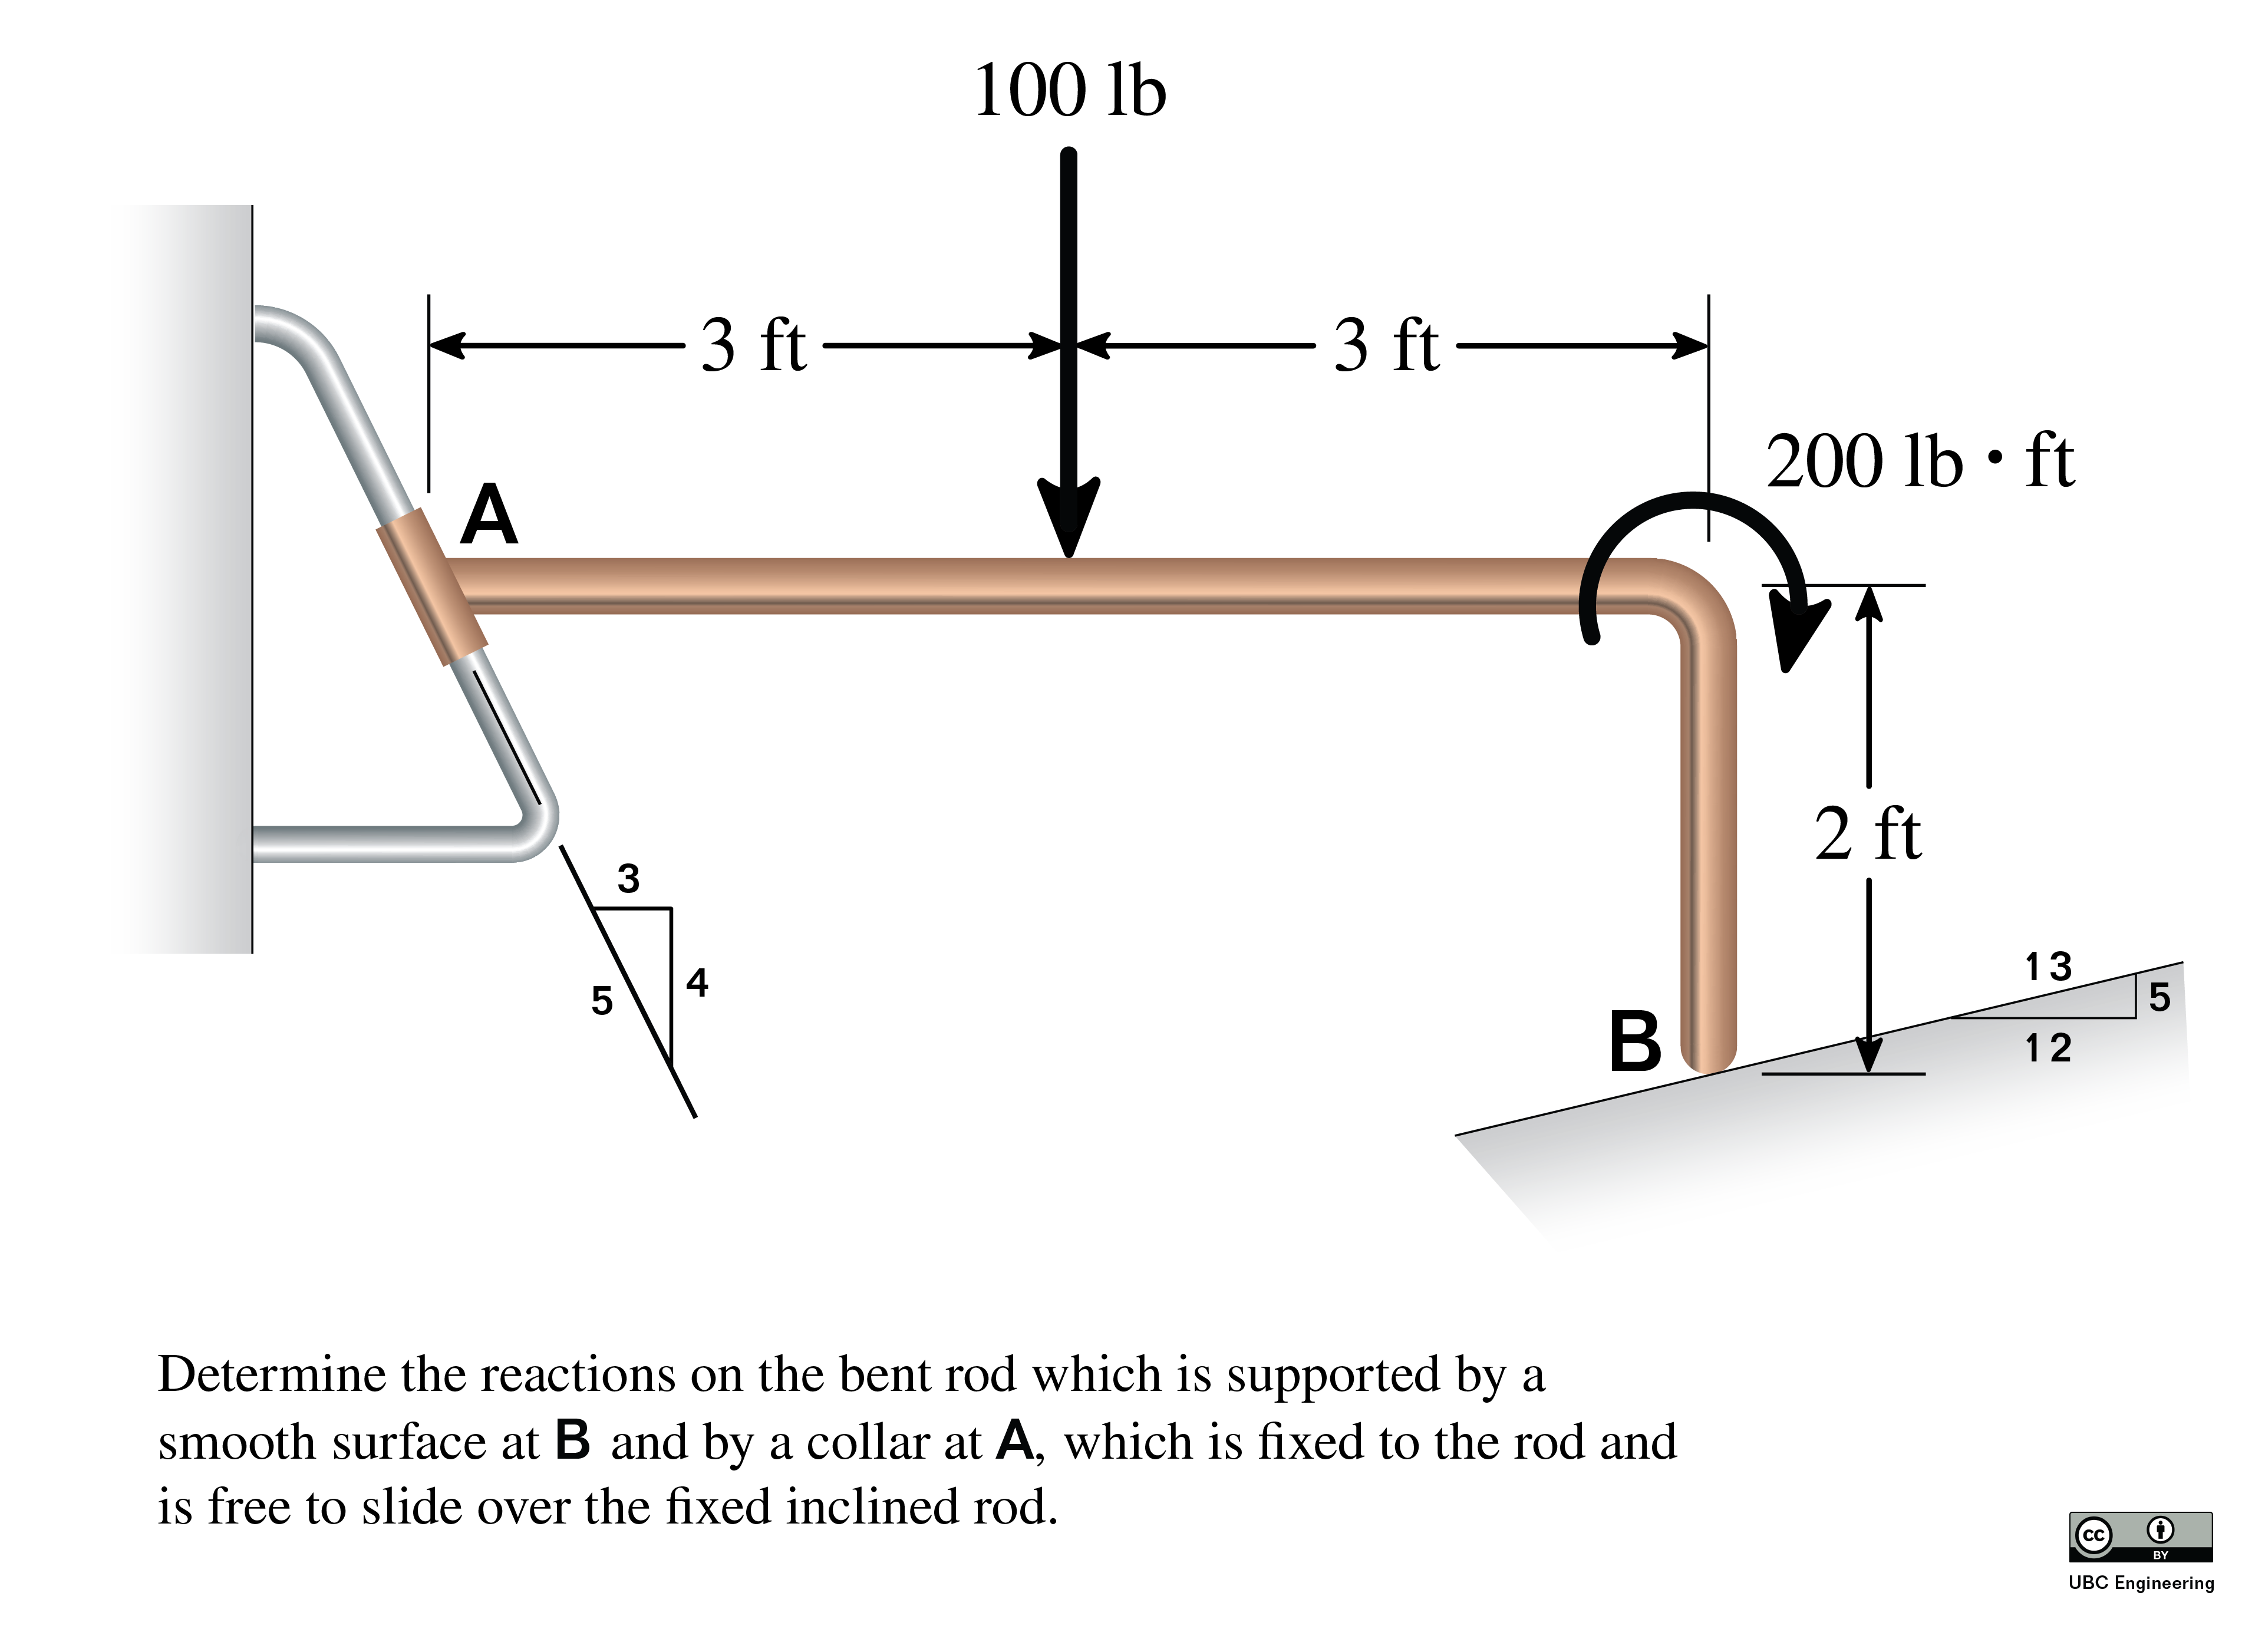 100 lb
3 ft
3 ft
200 lb • ft
A
2 ft
3
4
5
B
13
5
12
Determine the reactions on the bent rod which is supported by a
smooth surface at B and by a collar at A, which is fixed to the rod and
is free to slide over the fixed inclined rod.
cc
BY
UBC Engineering